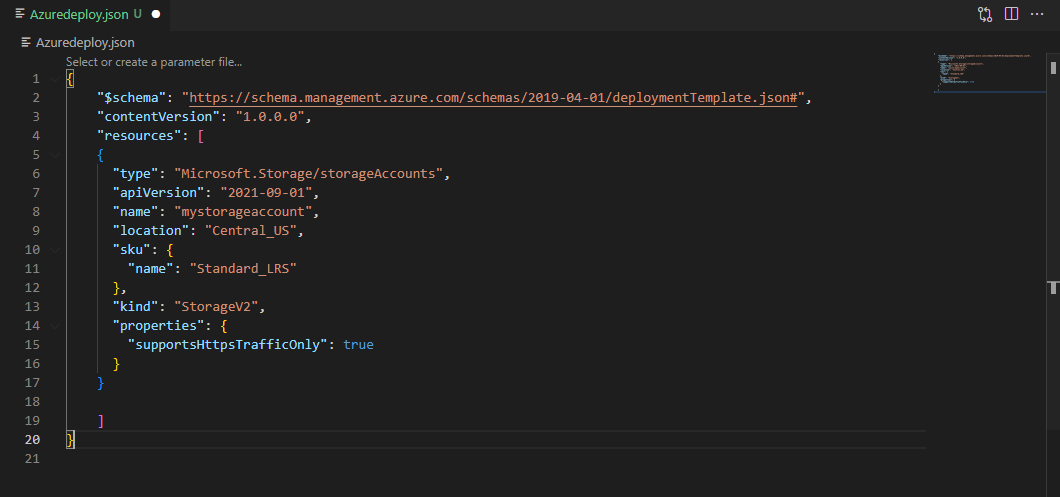 Azuredeploy.json U
Azuredeploy.json
Select or create a parameter file...
1 {
2 "$schema": "https://schema.management.azure.com/schemas/2019-04-01/deploymentTemplate.json#",
3 "contentVersion": "1.0.0.0",
4 "resources": [
5 {
6 "type": "Microsoft.Storage/storageAccounts",
7 "apiVersion": "2021-09-01",
8 "name": "mystorageaccount",
9 "location": "Central_US",
10 "sku": {
11 "name": "Standard_LRS"
12 },
13 "kind": "StorageV2",
14 "properties": {
15 "supportsHttpsTrafficOnly": true
16 }
17 }
18
19 ]
20 }
21